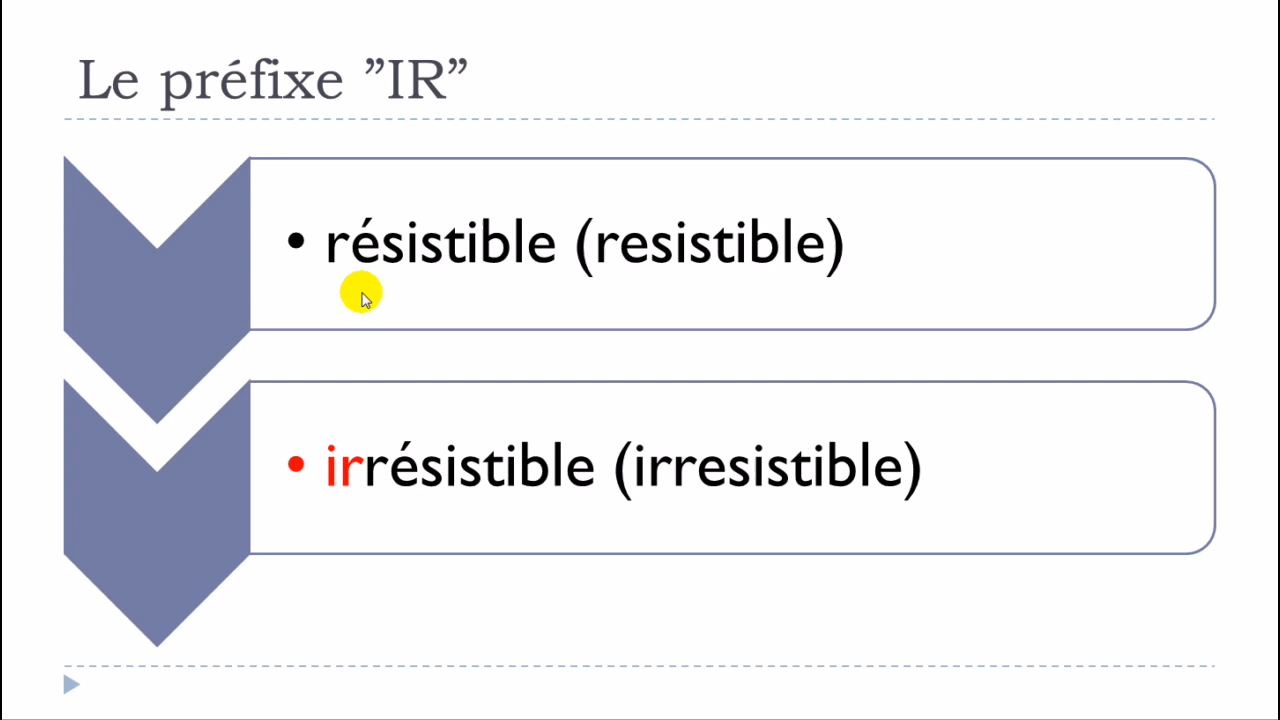 Le préfixe ”IR”
• résistible (resistible)
• irrésistible (irresistible)